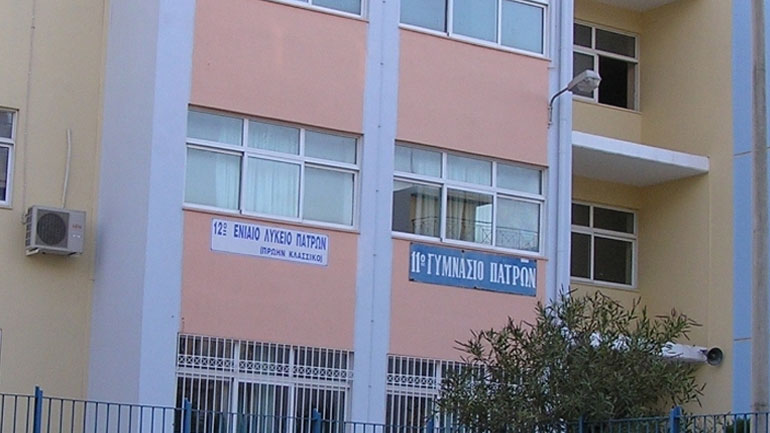 12ο ΕΝΙΑΙΟ ΛΥΚΕΙΟ ΠΑΤΡΩΝ
(ΠΡΩΗΝ ΚΛΑΣΣΙΚΟ)
11ο ΓΥΜΝΑΣΙΟ ΠΑΤΡΩΝ